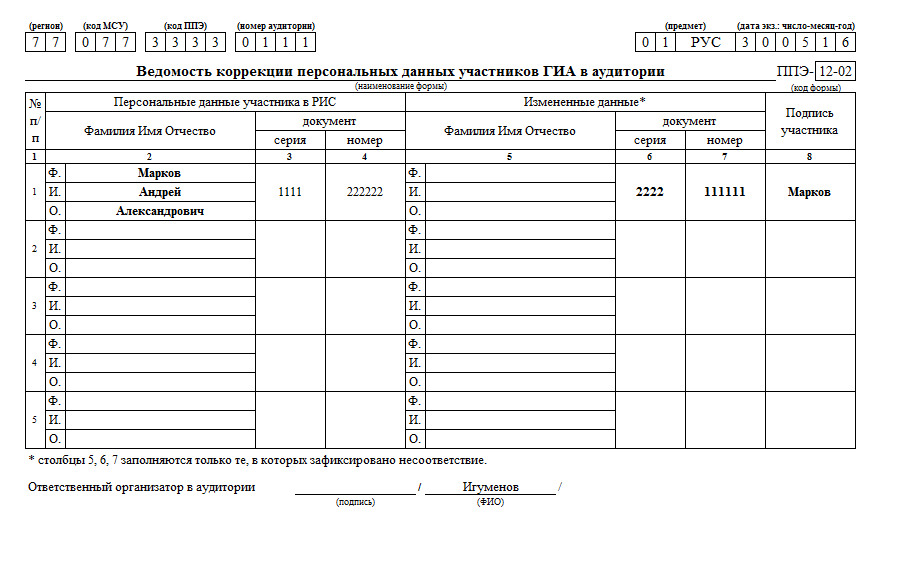 (регион) (код МСУ) (код ППЭ) (номер аудитории) (предмет) (дата экз.: число-месяц-год)
7 7 0 7 7 3 3 3 3 0 1 1 1 0 1 РУС 3 0 0 5 1 6
Ведомость коррекции персональных данных участников ГИА в аудитории ППЭ- 12-02
(наименование формы) (код формы)
№ п/п Персональные данные участника в РИС Измененные данные* Подпись участника
Фамилия Имя Отчество документ Фамилия Имя Отчество документ
серия номер серия номер
1 2 3 4 5 6 7 8
Ф. Марков Ф.
1 И. Андрей 1111 222222 И. 2222 111111 Марков
О. Александрович О.
Ф. Ф.
2 И. И.
О. О.
Ф. Ф.
3 И. И.
О. О.
Ф. Ф.
4 И. И.
О. О.
Ф. Ф.
5 И. И.
О. О.
* столбцы 5, 6, 7 заполняются только те, в которых зафиксировано несоответствие.
Ответственный организатор в аудитории / Игуменов /
(подпись) (ФИО)